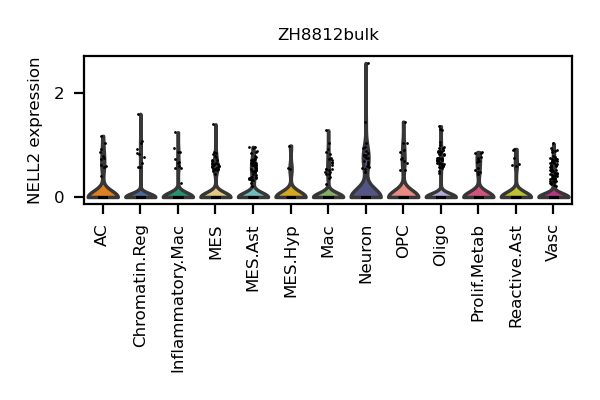 ZH8812bulk
NELL2 expression
2
0
AC
Chromatin.Reg
Inflammatory.Mac
MES
MES.Ast
MES.Hyp
Mac
Neuron
OPC
Oligo
Prolif.Metab
Reactive.Ast
Vasc